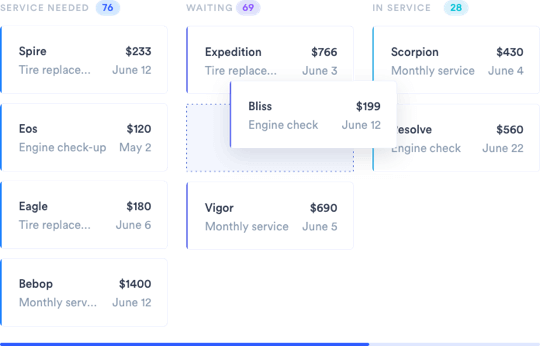 SERVICE NEEDED 76
Spire $233
Tire replace... June 12
Eos $120
Engine check-up May 2
Eagle $180
Tire replace... June 6
Bebop $1400
Monthly serv... June 12
WAITING 69
Expedition $766
Tire replace... June 3
Bliss $199
Engine check June 12
Vigor $690
Monthly service June 5
IN SERVICE 28
Scorpion $430
Monthly service June 4
esolve $560
Engine check June 22